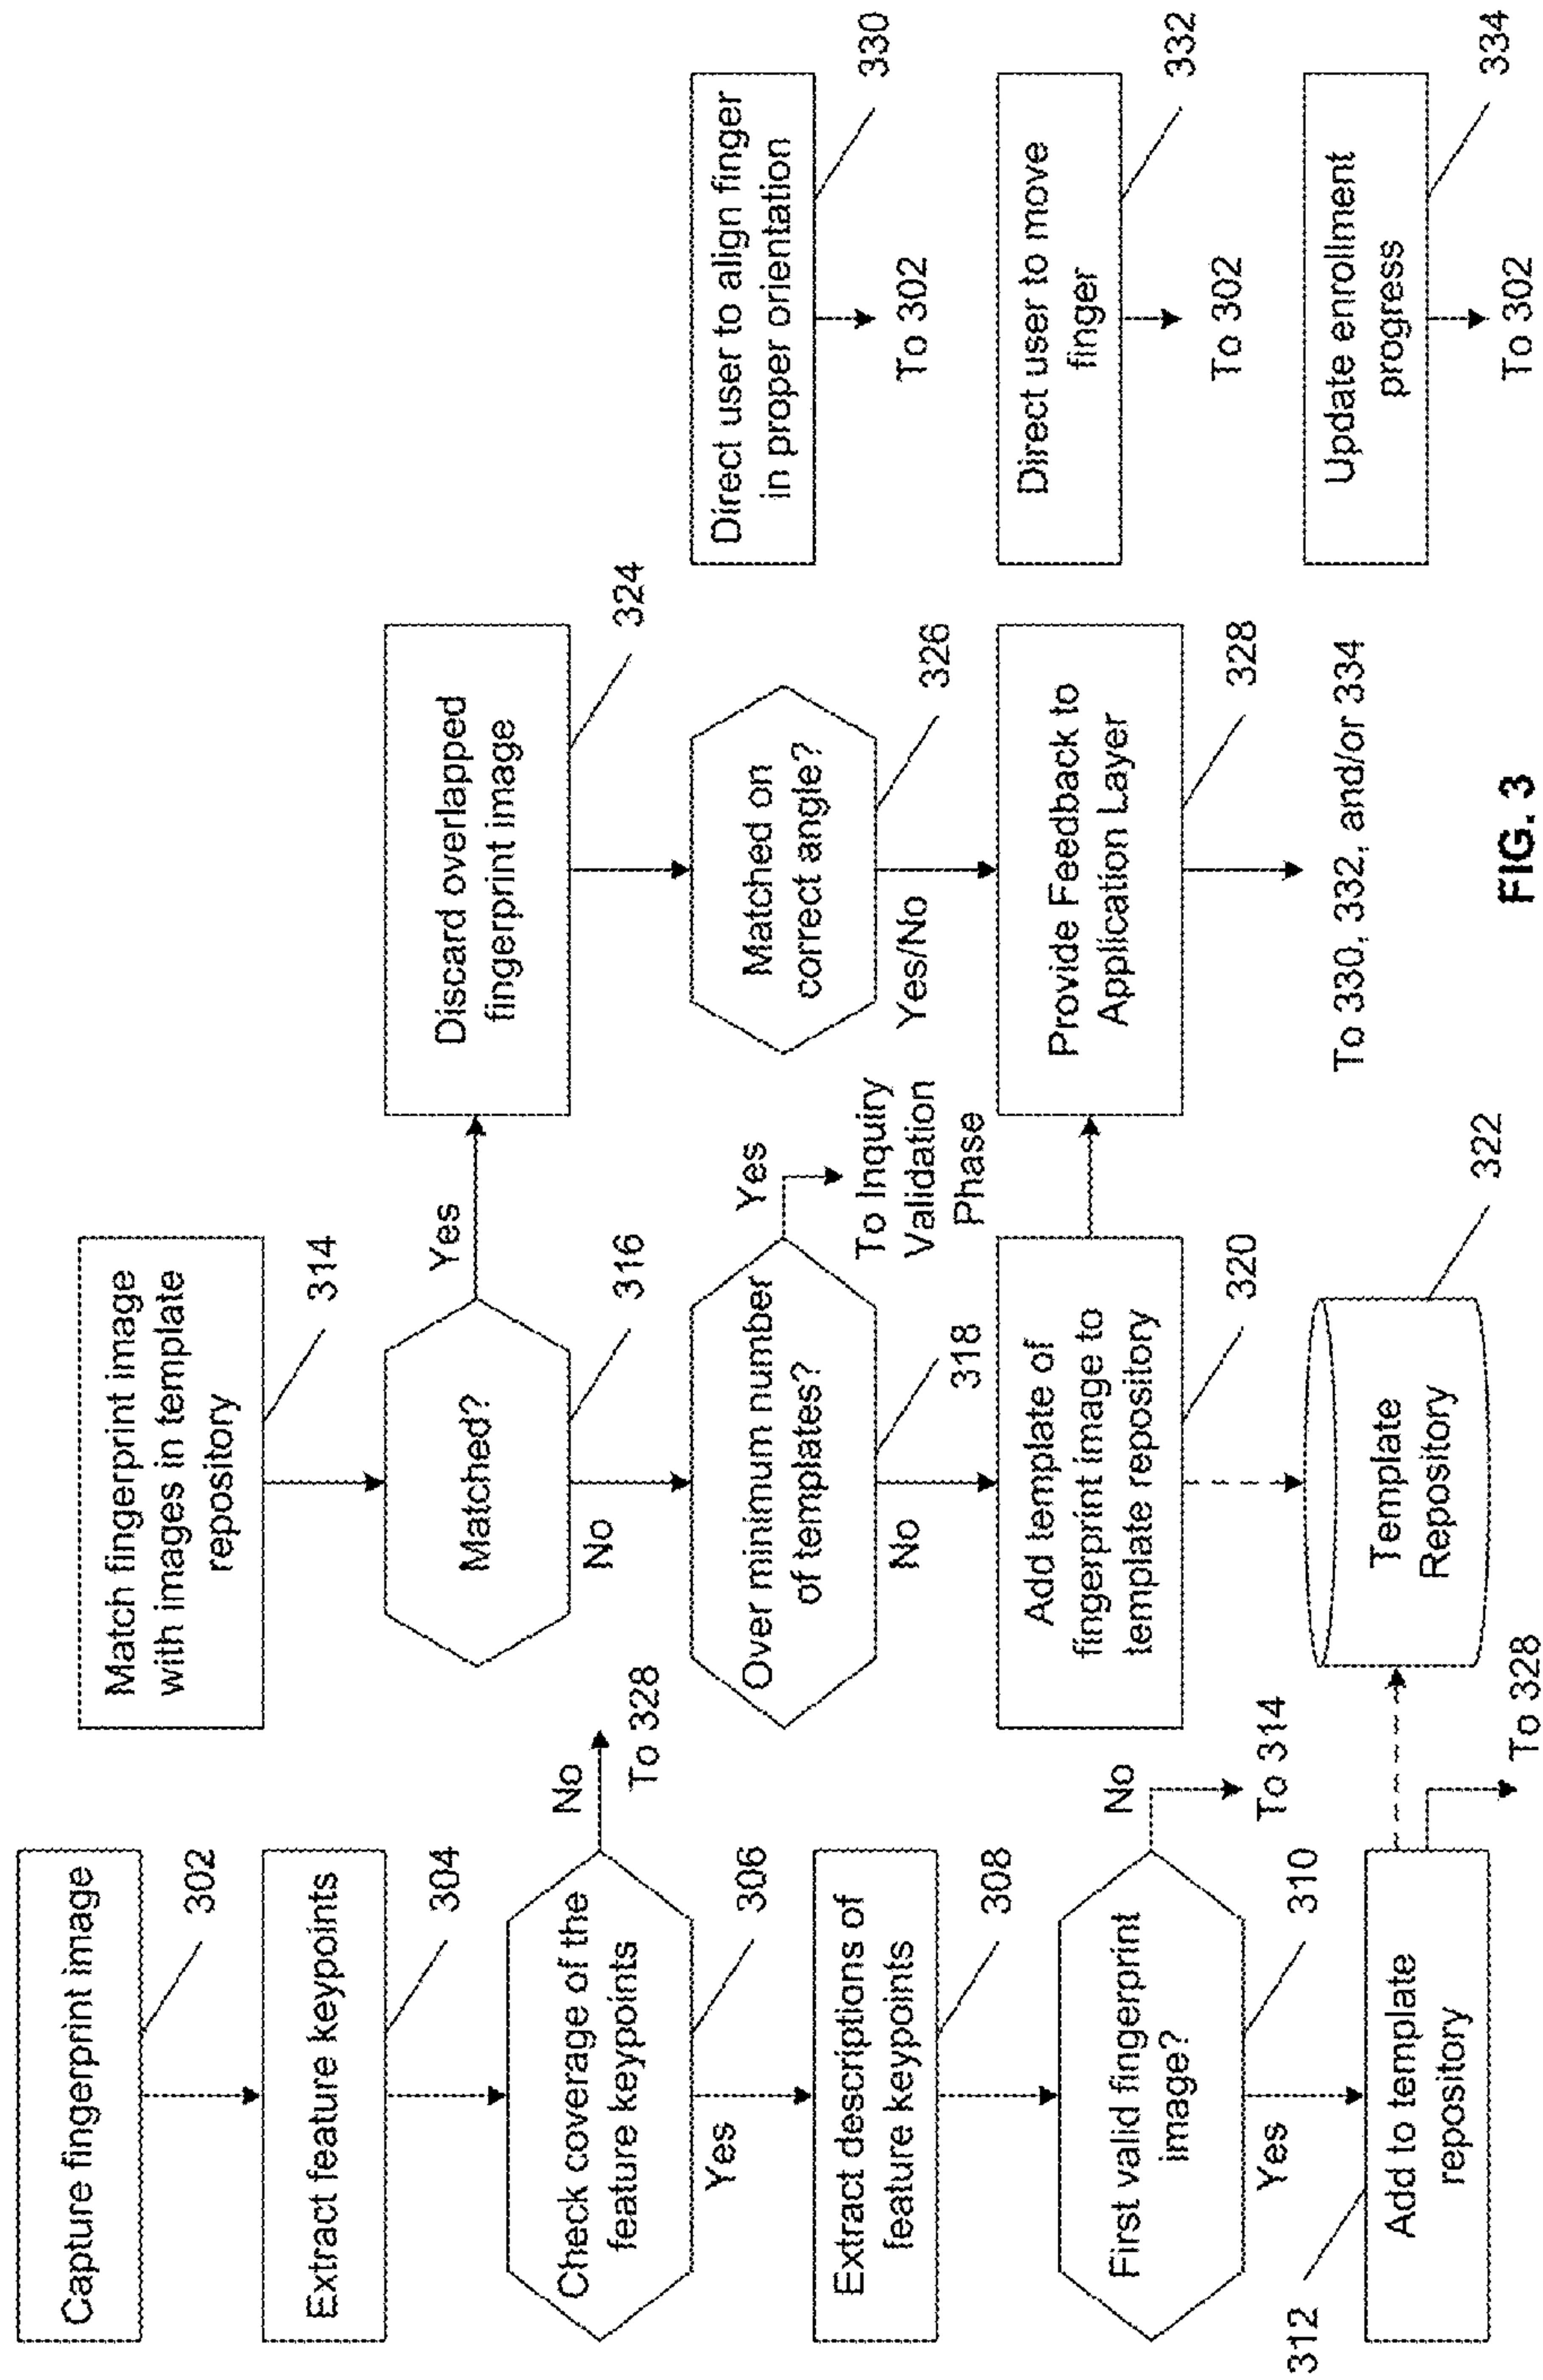 Capture fingerprint image
302
Extract feature keypoints
304
Check coverage of the
feature keypoints
306
No
To 328
Yes
Extract descriptions of
feature keypoints
308
First valid fingerprint
image?
310
No
To 314
Yes
312
Add to template
repository
To 328
Match fingerprint image
with images in template
repository
314
Matched?
316
Yes
No
Over minimum number
of templates?
318
Yes
To Inquiry
Validation
Phase
No
Add template of
fingerprint image to
template repository
320
Template
Repository
322
Discard overlapped
fingerprint image
324
Matched on
correct angle?
326
Yes/No
Provide Feedback to
Application Layer
328
To 330, 332, and/or 334
Direct user to align finger
in proper orientation
330
To 302
Direct user to move
finger
332
To 302
Update enrollment
progress
334
To 302
FIG. 3